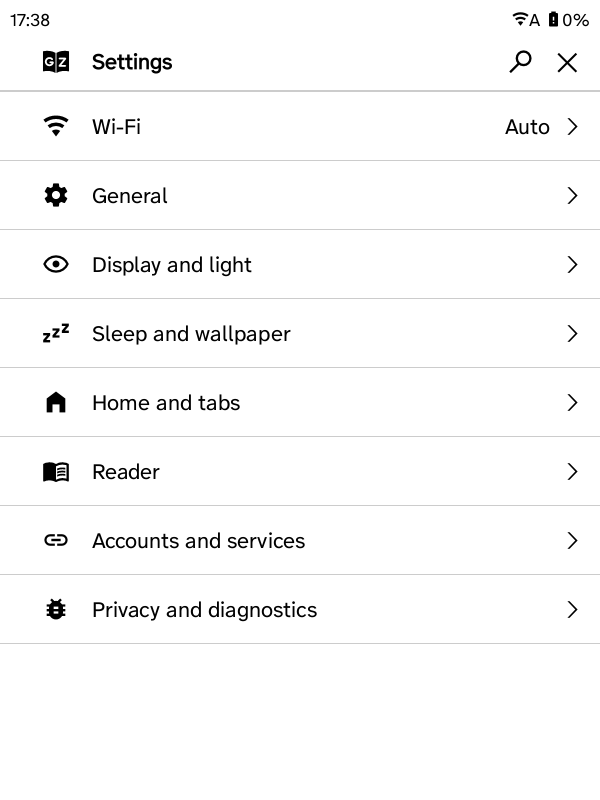 17:38 A 0%
GZ Settings
Wi-Fi Auto
General
Display and light
zzz Sleep and wallpaper
Home and tabs
Reader
Accounts and services
Privacy and diagnostics